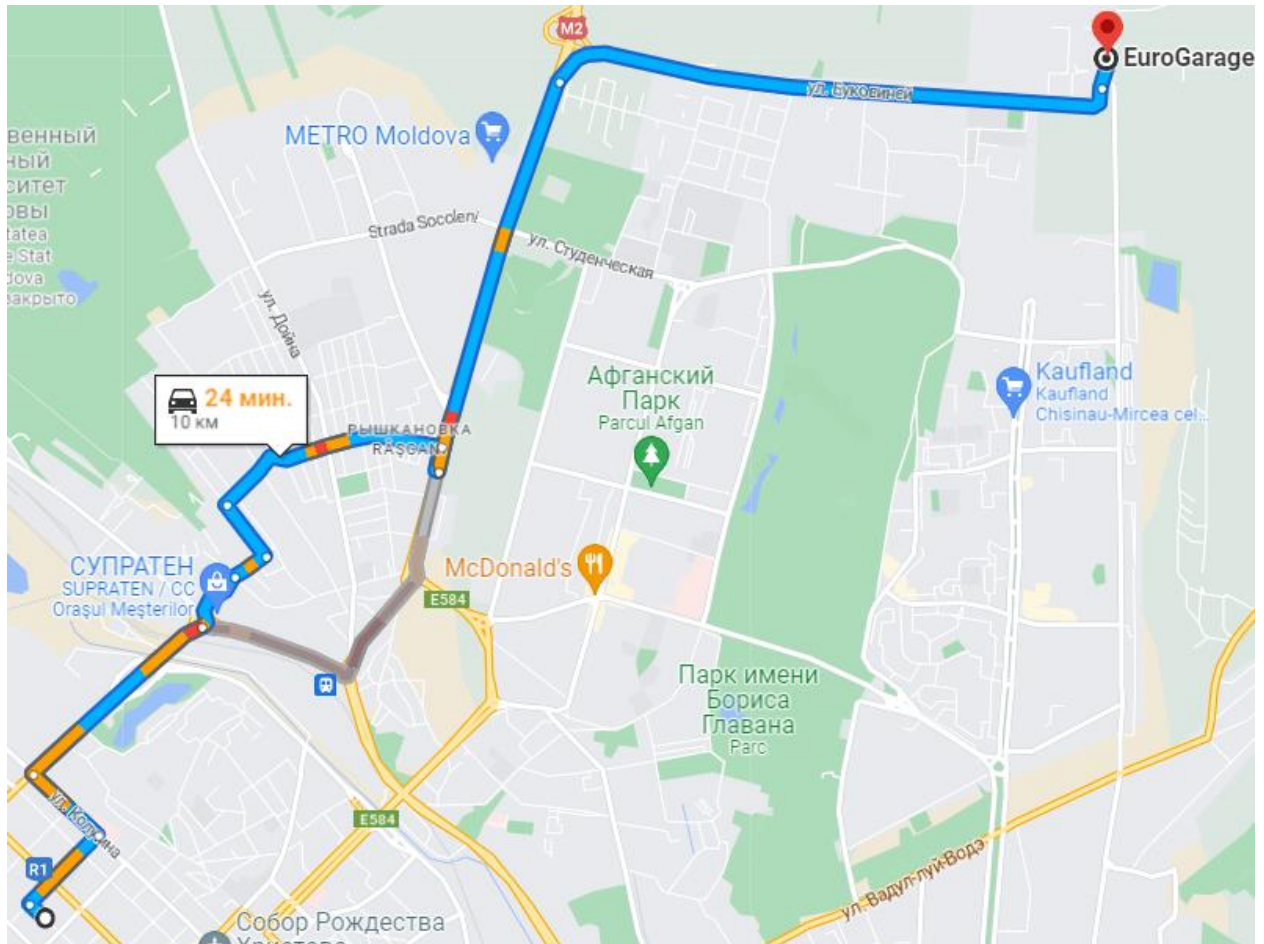 M2
EuroGarage
ул. Буковиней
METRO Moldova
венный
ный
ситет
овы
tatea
e Stat
dova
закрыто
Strada Socoleni
ул. Студенческая
ул. Дойна
24 мин.
10 км
РЫШКАНОВКА
RÂȘCANI
Афганский
Парк
Parcul Afgan
Kaufland
Kaufland
Chisinau-Mircea cel...
СУПРАТЕН
SUPRATEN / CC
Orașul Meșterilor
McDonald's
E584
Парк имени
Бориса
Главана
Parc
E584
ул. Колумна
R1
ул. Вадул-луй-Водэ
Собор Рождества
Христова